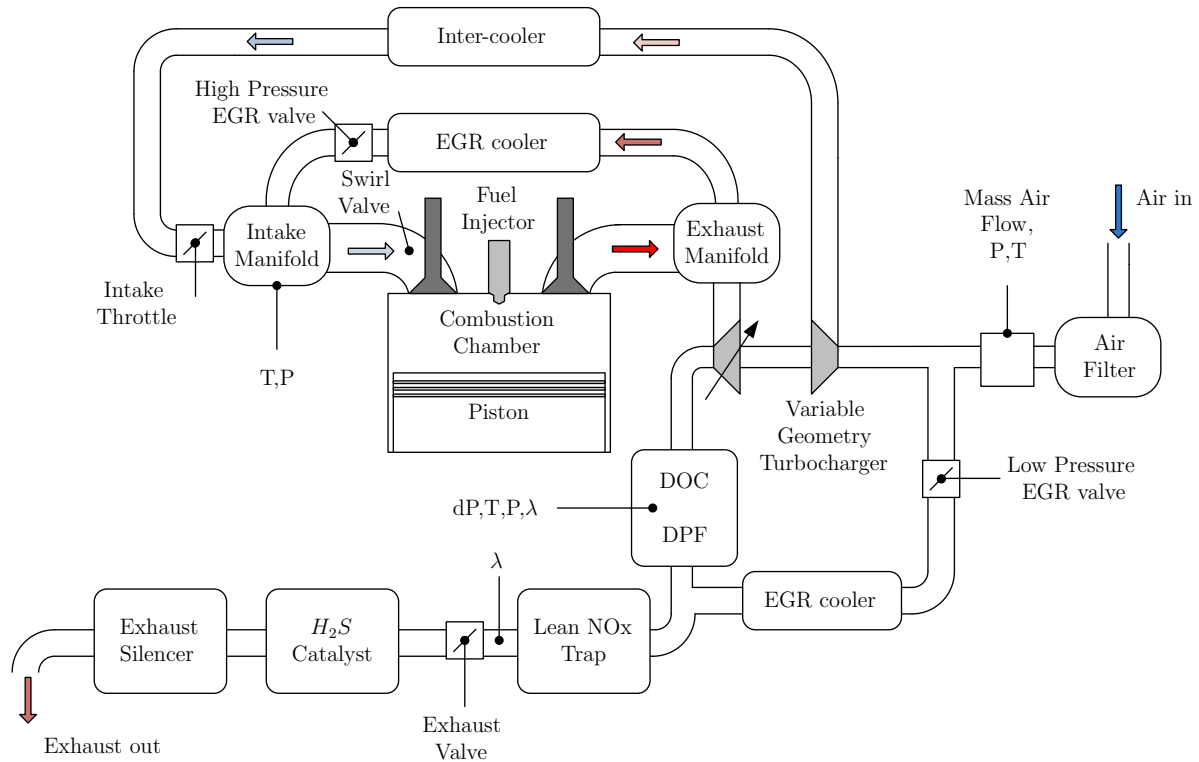 Inter-cooler
High Pressure
EGR valve
EGR cooler
Swirl
Valve
Fuel
Injector
Mass Air
Flow,
P,T
Air in
Intake
Manifold
Exhaust
Manifold
Intake
Throttle
Combustion
Chamber
Air
Filter
T,P
Piston
Variable
Geometry
Turbocharger
Low Pressure
EGR valve
DOC
DPF
dP,T,P,λ
λ
EGR cooler
Exhaust
Silencer
H₂S
Catalyst
Lean NOx
Trap
Exhaust
Valve
Exhaust out